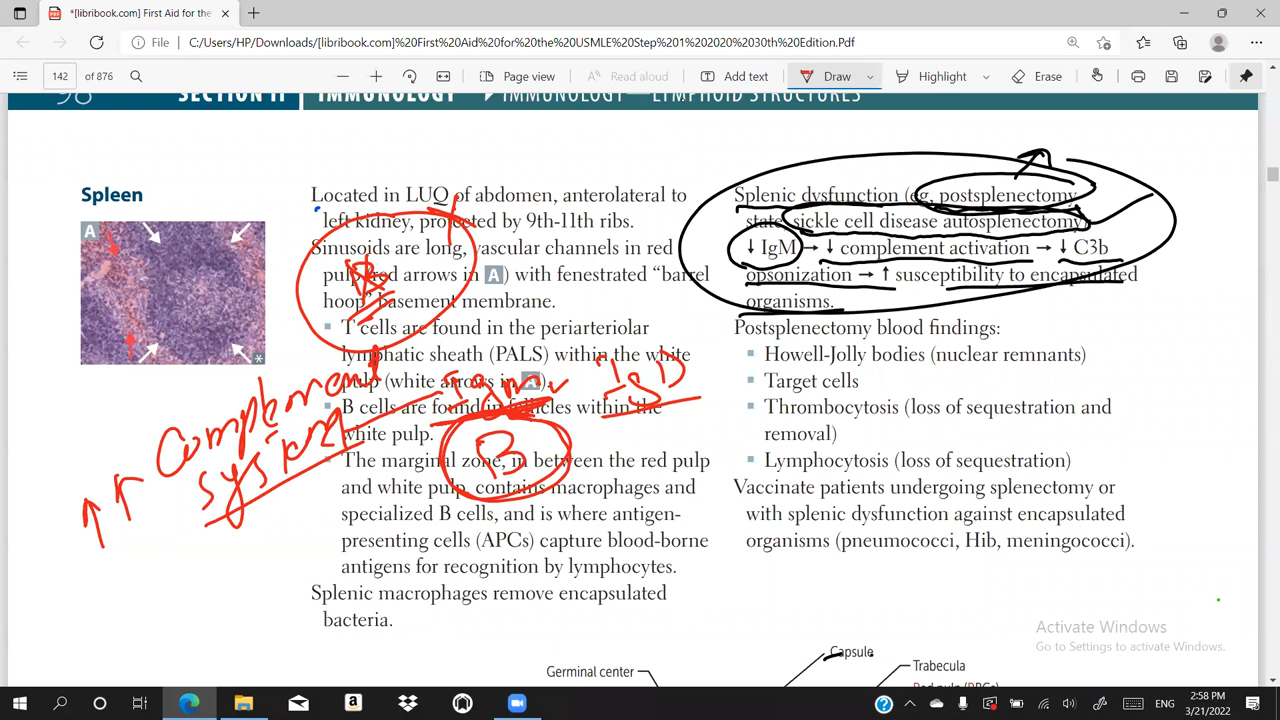 *[libribook.com] First Aid for the
File
C:/Users/HP/Downloads/[libribook.com]%20First%20Aid%20for%20the%20USMLE%20Step%201%202020%2030th%20Edition.Pdf
142 of 876
Page view
Read aloud
Add text
Draw
Highlight
Erase
98 SECTION II IMMUNOLOGY IMMUNOLOGY—LYMPHOID STRUCTURES
Spleen
A
Located in LUQ of abdomen, anterolateral to
left kidney, protected by 9th-11th ribs.
Sinusoids are long, vascular channels in red
pulp (red arrows in A) with fenestrated “barrel
hoop” basement membrane.
T cells are found in the periarteriolar
lymphatic sheath (PALS) within the white
pulp (white arrows in A).
B cells are found in follicles within the
white pulp.
The marginal zone, in between the red pulp
and white pulp, contains macrophages and
specialized B cells, and is where antigen-
presenting cells (APCs) capture blood-borne
antigens for recognition by lymphocytes.
Splenic macrophages remove encapsulated
bacteria.
Complement
system
IgM
IgD
B
Splenic dysfunction (eg, postsplenectomy
state, sickle cell disease autosplenectomy):
↓ IgM → ↓ complement activation → ↓ C3b
opsonization → ↑ susceptibility to encapsulated
organisms.
Postsplenectomy blood findings:
Howell-Jolly bodies (nuclear remnants)
Target cells
Thrombocytosis (loss of sequestration and
removal)
Lymphocytosis (loss of sequestration)
Vaccinate patients undergoing splenectomy or
with splenic dysfunction against encapsulated
organisms (pneumococci, Hib, meningococci).
Germinal center
Capsule
Trabecula
Red pulp (RBCs)
Activate Windows
Go to Settings to activate Windows.
ENG
2:58 PM
3/21/2022